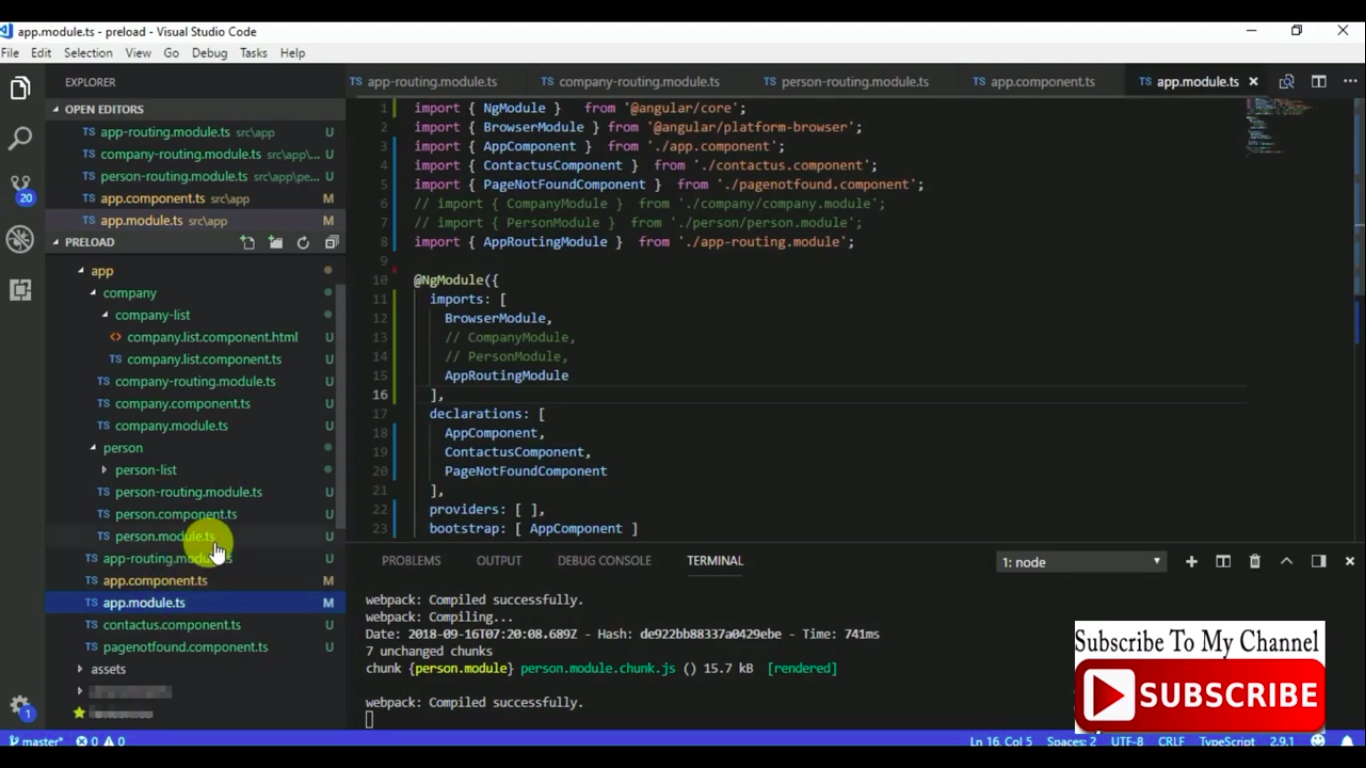 app.module.ts - preload - Visual Studio Code
File Edit Selection View Go Debug Tasks Help
EXPLORER
OPEN EDITORS
TS app-routing.module.ts src\app U
TS company-routing.module.ts src\app\... U
TS person-routing.module.ts src\app\pe... U
TS app.component.ts src\app M
TS app.module.ts src\app M
PRELOAD
app
company
company-list
<> company.list.component.html U
TS company.list.component.ts U
TS company-routing.module.ts U
TS company.component.ts U
TS company.module.ts U
person
person-list
TS person-routing.module.ts U
TS person.component.ts U
TS person.module.ts U
TS app-routing.mod U
TS app.component.ts M
TS app.module.ts M
TS contactus.component.ts U
TS pagenotfound.component.ts U
assets
20
1
TS app-routing.module.ts TS company-routing.module.ts TS person-routing.module.ts TS app.component.ts TS app.module.ts
1 import { NgModule } from '@angular/core';
2 import { BrowserModule } from '@angular/platform-browser';
3 import { AppComponent } from './app.component';
4 import { ContactusComponent } from './contactus.component';
5 import { PageNotFoundComponent } from './pagenotfound.component';
6 // import { CompanyModule } from './company/company.module';
7 // import { PersonModule } from './person/person.module';
8 import { AppRoutingModule } from './app-routing.module';
9
10 @NgModule({
11 imports: [
12 BrowserModule,
13 // CompanyModule,
14 // PersonModule,
15 AppRoutingModule
16 ],
17 declarations: [
18 AppComponent,
19 ContactusComponent,
20 PageNotFoundComponent
21 ],
22 providers: [ ],
23 bootstrap: [ AppComponent ]
PROBLEMS OUTPUT DEBUG CONSOLE TERMINAL 1: node
webpack: Compiled successfully.
webpack: Compiling...
Date: 2018-09-16T07:20:08.689Z - Hash: de922bb88337a0429ebe - Time: 741ms
7 unchanged chunks
chunk {person.module} person.module.chunk.js () 15.7 kB [rendered]
webpack: Compiled successfully.
Subscribe To My Channel
SUBSCRIBE
master* 0 0 Ln 16, Col 5 Spaces: 2 UTF-8 CRLF TypeScript 2.9.1